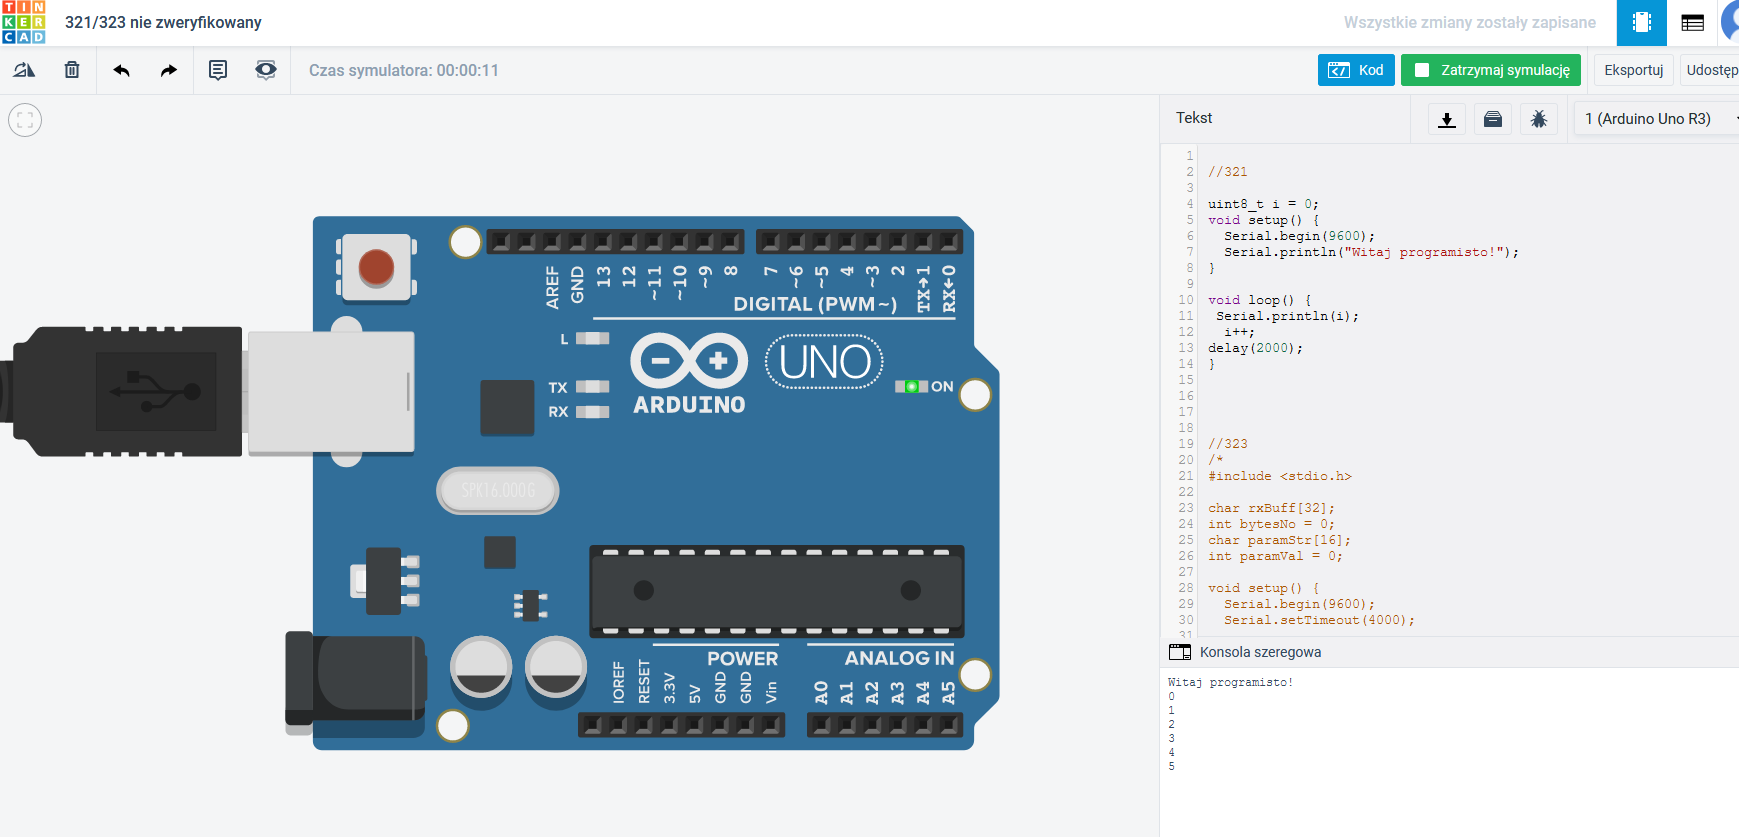 TIN
KER
CAD
321/323 nie zweryfikowany
Wszystkie zmiany zostały zapisane
Czas symulatora: 00:00:11
Kod
Zatrzymaj symulację
Eksportuj
Udostęp
Tekst
1 (Arduino Uno R3)
1
2 //321
3
4 uint8_t i = 0;
5 void setup() {
6 Serial.begin(9600);
7 Serial.println("Witaj programisto!");
8 }
9
10 void loop() {
11 Serial.println(i);
12 i++;
13 delay(2000);
14 }
15
16
17
18
19 //323
20 /*
21 #include <stdio.h>
22
23 char rxBuff[32];
24 int bytesNo = 0;
25 char paramStr[16];
26 int paramVal = 0;
27
28 void setup() {
29 Serial.begin(9600);
30 Serial.setTimeout(4000);
31
Konsola szeregowa
Witaj programisto!
0
1
2
3
4
5
AREF GND 13 12 ~11 ~10 ~9 8 7 ~6 ~5 4 ~3 2 TX→1 RX←0
DIGITAL (PWM~)
L
TX
RX
UNO
ON
ARDUINO
SPK16.000G
POWER
ANALOG IN
IOREF RESET 3.3V 5V GND GND Vin A0 A1 A2 A3 A4 A5